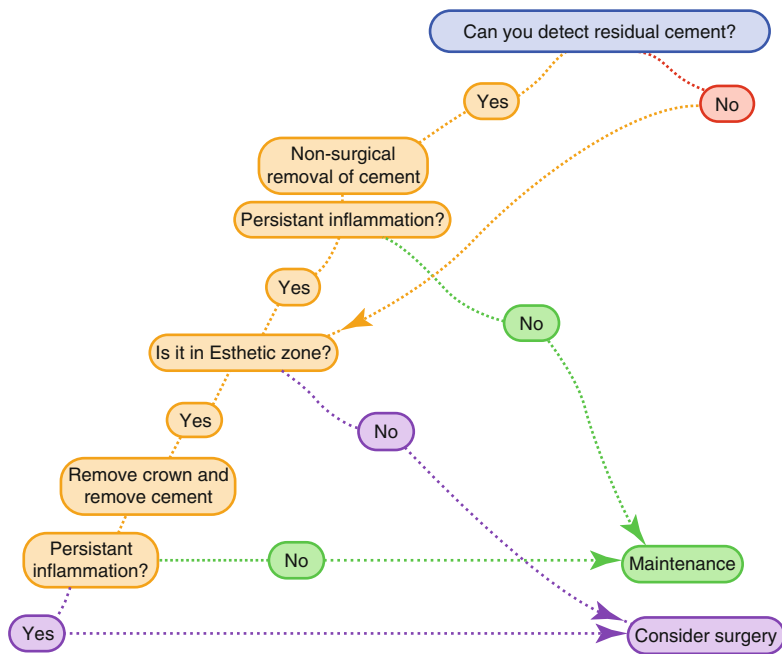 Can you detect residual cement?
Yes
No
Non-surgical
removal of cement
Persistant inflammation?
Yes
No
Is it in Esthetic zone?
Yes
No
Remove crown and
remove cement
Persistant
inflammation?
No
Maintenance
Yes
Consider surgery